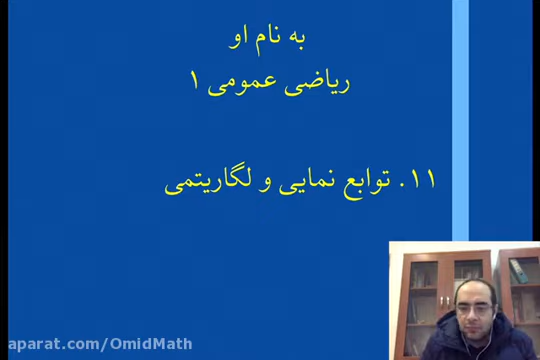 به نام او
ریاضی عمومی ۱
۱۱. توابع نمایی و لگاریتمی
aparat.com/OmidMath